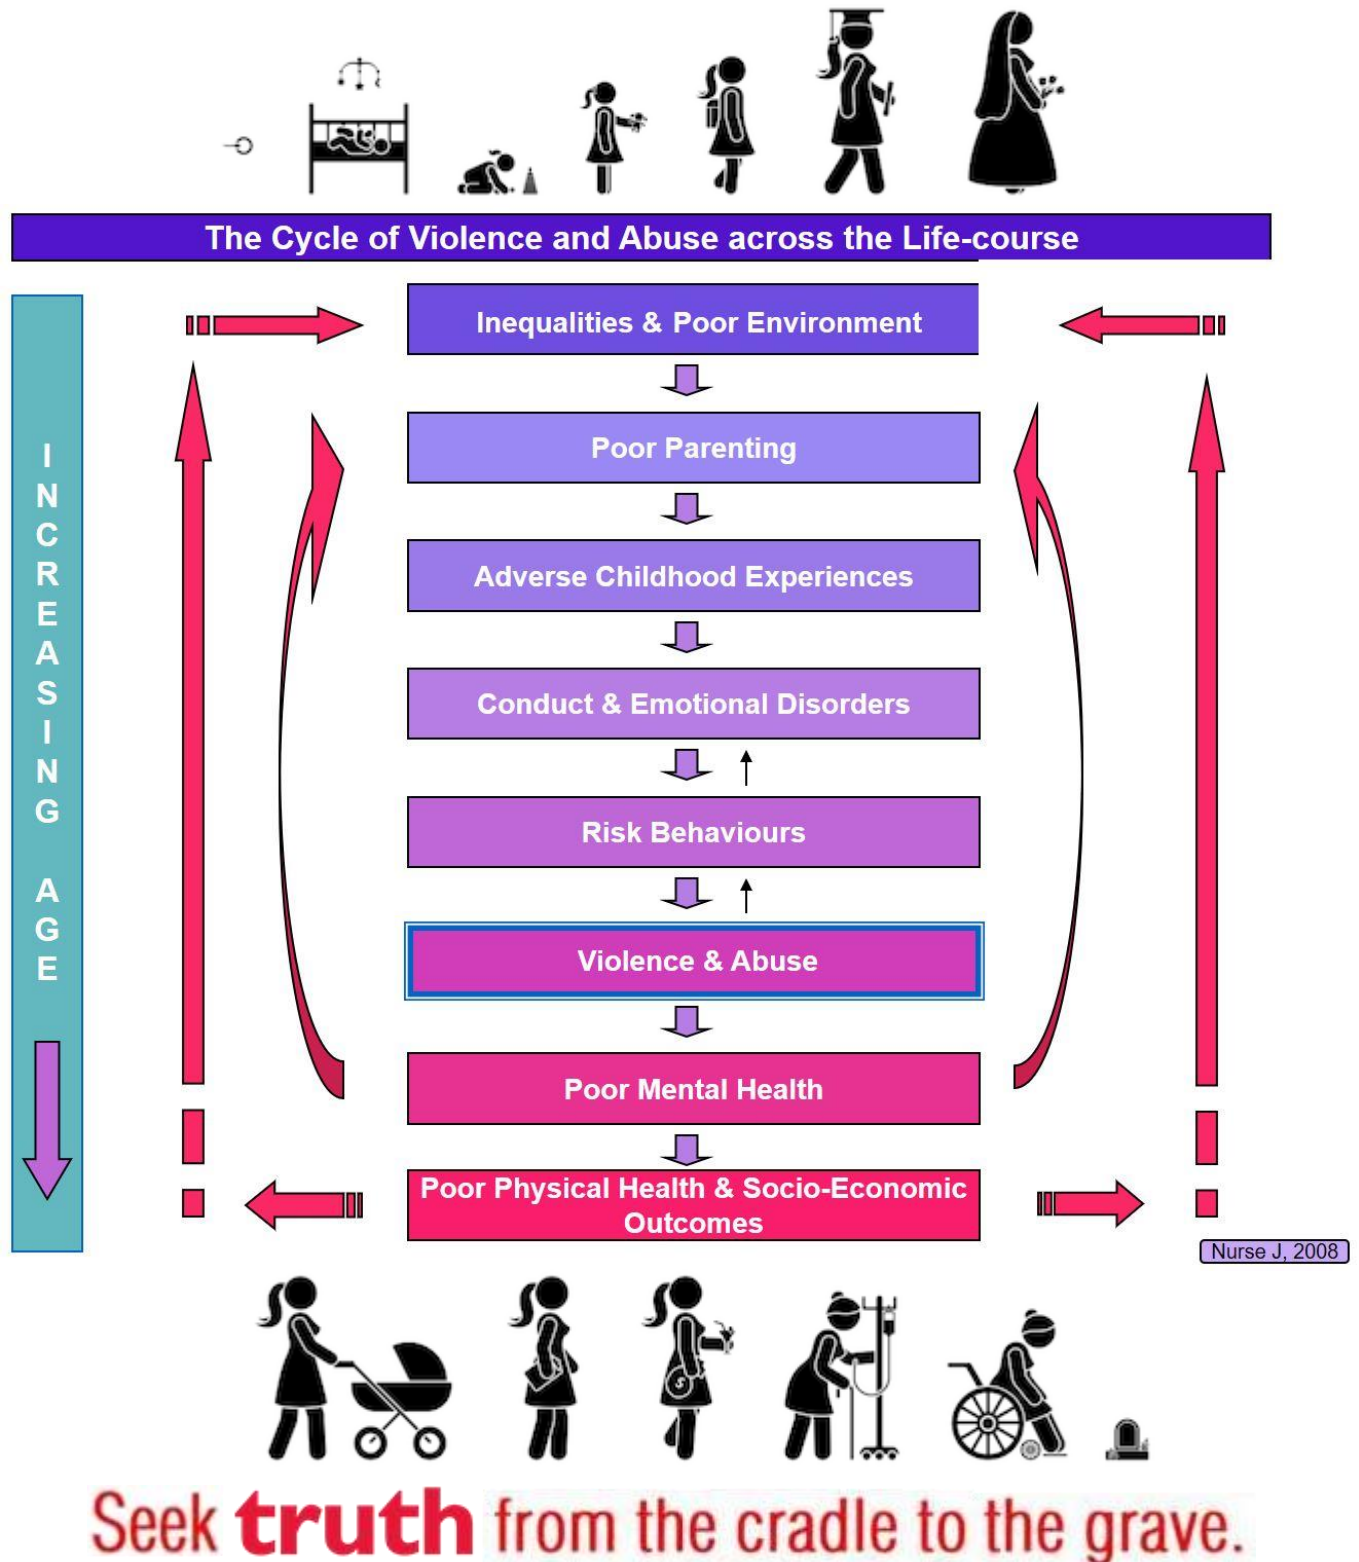 The Cycle of Violence and Abuse across the Life-course
INCREASING AGE
Inequalities & Poor Environment
Poor Parenting
Adverse Childhood Experiences
Conduct & Emotional Disorders
Risk Behaviours
Violence & Abuse
Poor Mental Health
Poor Physical Health & Socio-Economic
Outcomes
Nurse J, 2008
$
Seek truth from the cradle to the grave.